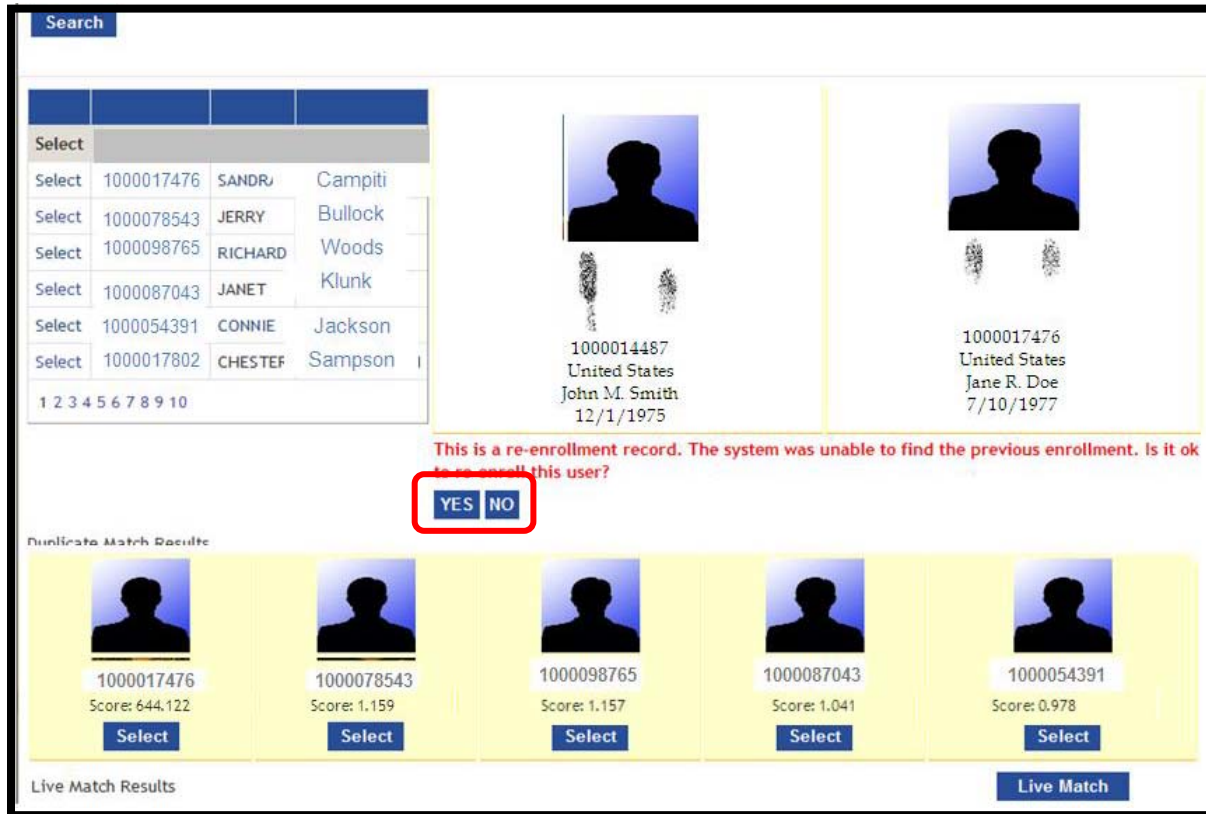 Search
Select
Select 1000017476 SANDR Campiti
Select 1000078543 JERRY Bullock
Select 1000098765 RICHARD Woods
Select 1000087043 JANET Klunk
Select 1000054391 CONNIE Jackson
Select 1000017802 CHESTER Sampson
1 2 3 4 5 6 7 8 9 10
1000014487
United States
John M. Smith
12/1/1975
1000017476
United States
Jane R. Doe
7/10/1977
This is a re-enrollment record. The system was unable to find the previous enrollment. Is it ok
to re-enroll this user?
YES NO
Duplicate Match Results
1000017476 1000078543 1000098765 1000087043 1000054391
Score: 644.122 Score: 1.159 Score: 1.157 Score: 1.041 Score: 0.978
Select Select Select Select Select
Live Match Results Live Match